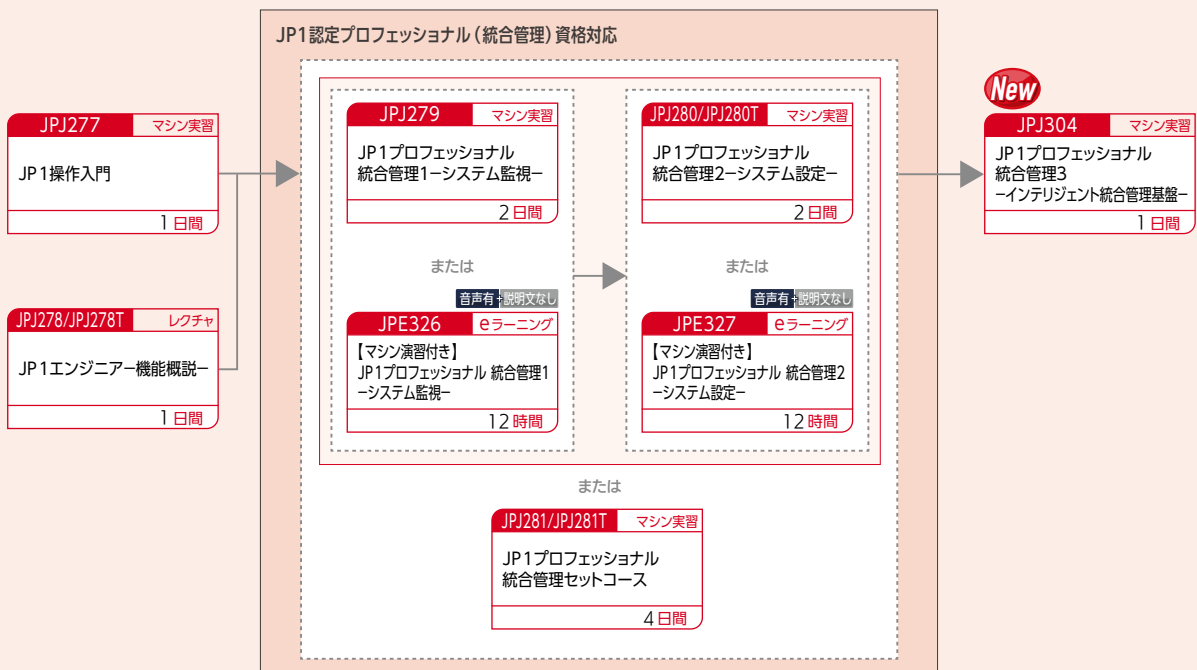 JP1認定プロフェッショナル（統合管理）資格対応
JPJ277
マシン実習
JP1操作入門
1日間
JPJ278/JPJ278T
レクチャ
JP1エンジニアー機能概説ー
1日間
JPJ279
マシン実習
JP1プロフェッショナル
統合管理1ーシステム監視ー
2日間
または
音声有+説明文なし
JPE326
eラーニング
【マシン演習付き】
JP1プロフェッショナル 統合管理1
ーシステム監視ー
12時間
JPJ280/JPJ280T
マシン実習
JP1プロフェッショナル
統合管理2ーシステム設定ー
2日間
または
音声有+説明文なし
JPE327
eラーニング
【マシン演習付き】
JP1プロフェッショナル 統合管理2
ーシステム設定ー
12時間
または
JPJ281/JPJ281T
マシン実習
JP1プロフェッショナル
統合管理セットコース
4日間
New
JPJ304
マシン実習
JP1プロフェッショナル
統合管理3
ーインテリジェント統合管理基盤ー
1日間